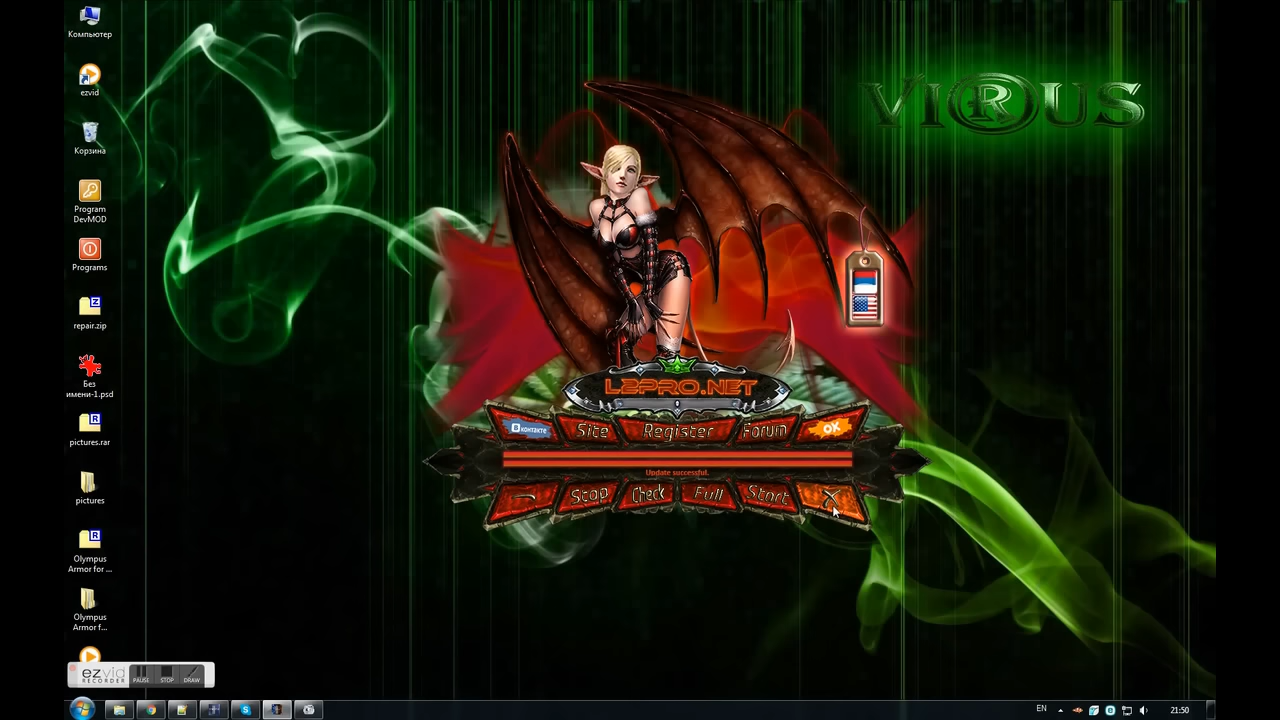 Компьютер
ezvid
Корзина
Program
DevMOD
Programs
repair.zip
Без
имени-1.psd
pictures.rar
pictures
Olympus
Armor for ...
Olympus
Armor f...
VIRUS
L2PRO.NET
В контакте
Site
Register
Forum
OK
Update successful.
Stop
Check
Full
Start
X
ezvid
RECORDER
PAUSE
STOP
DRAW
EN
21:50